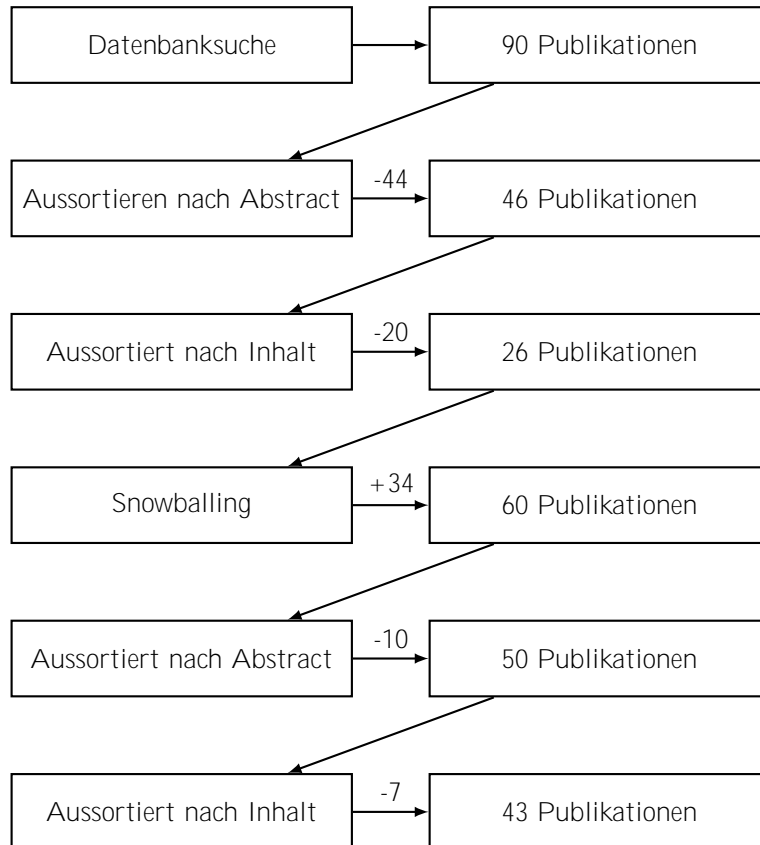 Datenbanksuche
90 Publikationen
Aussortieren nach Abstract
-44
46 Publikationen
Aussortiert nach Inhalt
-20
26 Publikationen
Snowballing
+34
60 Publikationen
Aussortiert nach Abstract
-10
50 Publikationen
Aussortiert nach Inhalt
-7
43 Publikationen